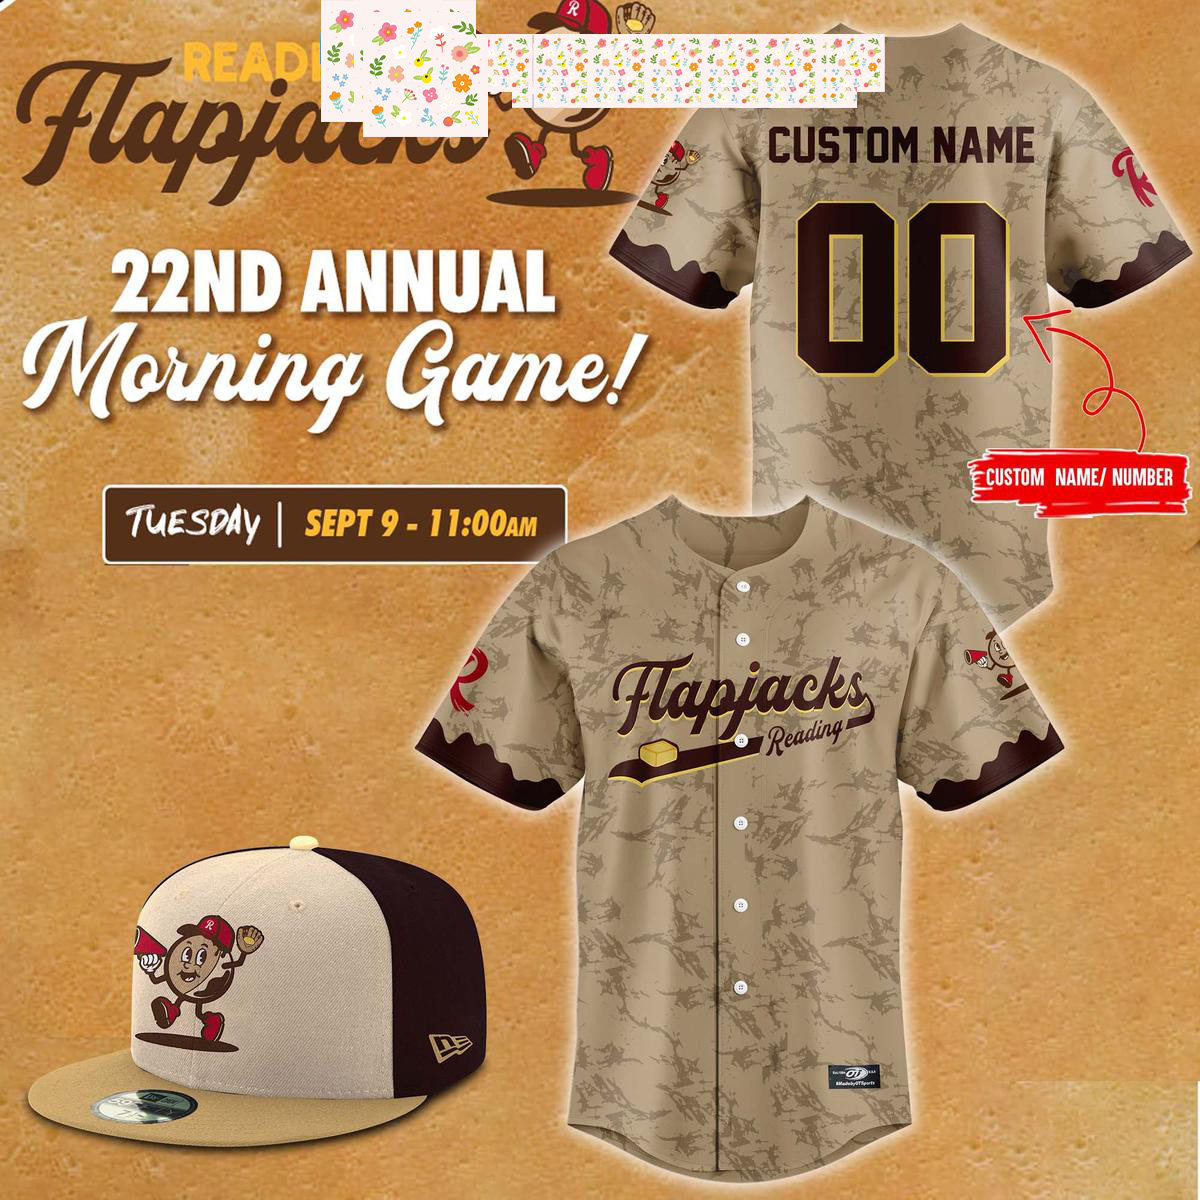 Flapjacks
22ND ANNUAL
Morning Game!
TUESDAY | SEPT 9 - 11:00AM
CUSTOM NAME
00
R
CUSTOM NAME/ NUMBER
Flapjacks
Reading
R
R